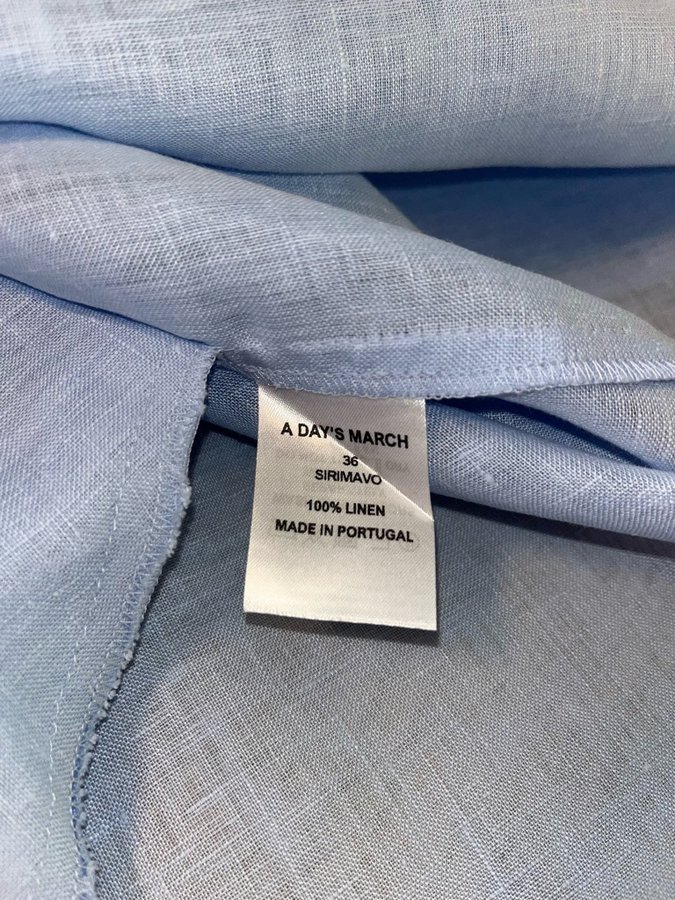 A DAY'S MARCH
36
SIRIMAVO
100% LINEN
MADE IN PORTUGAL